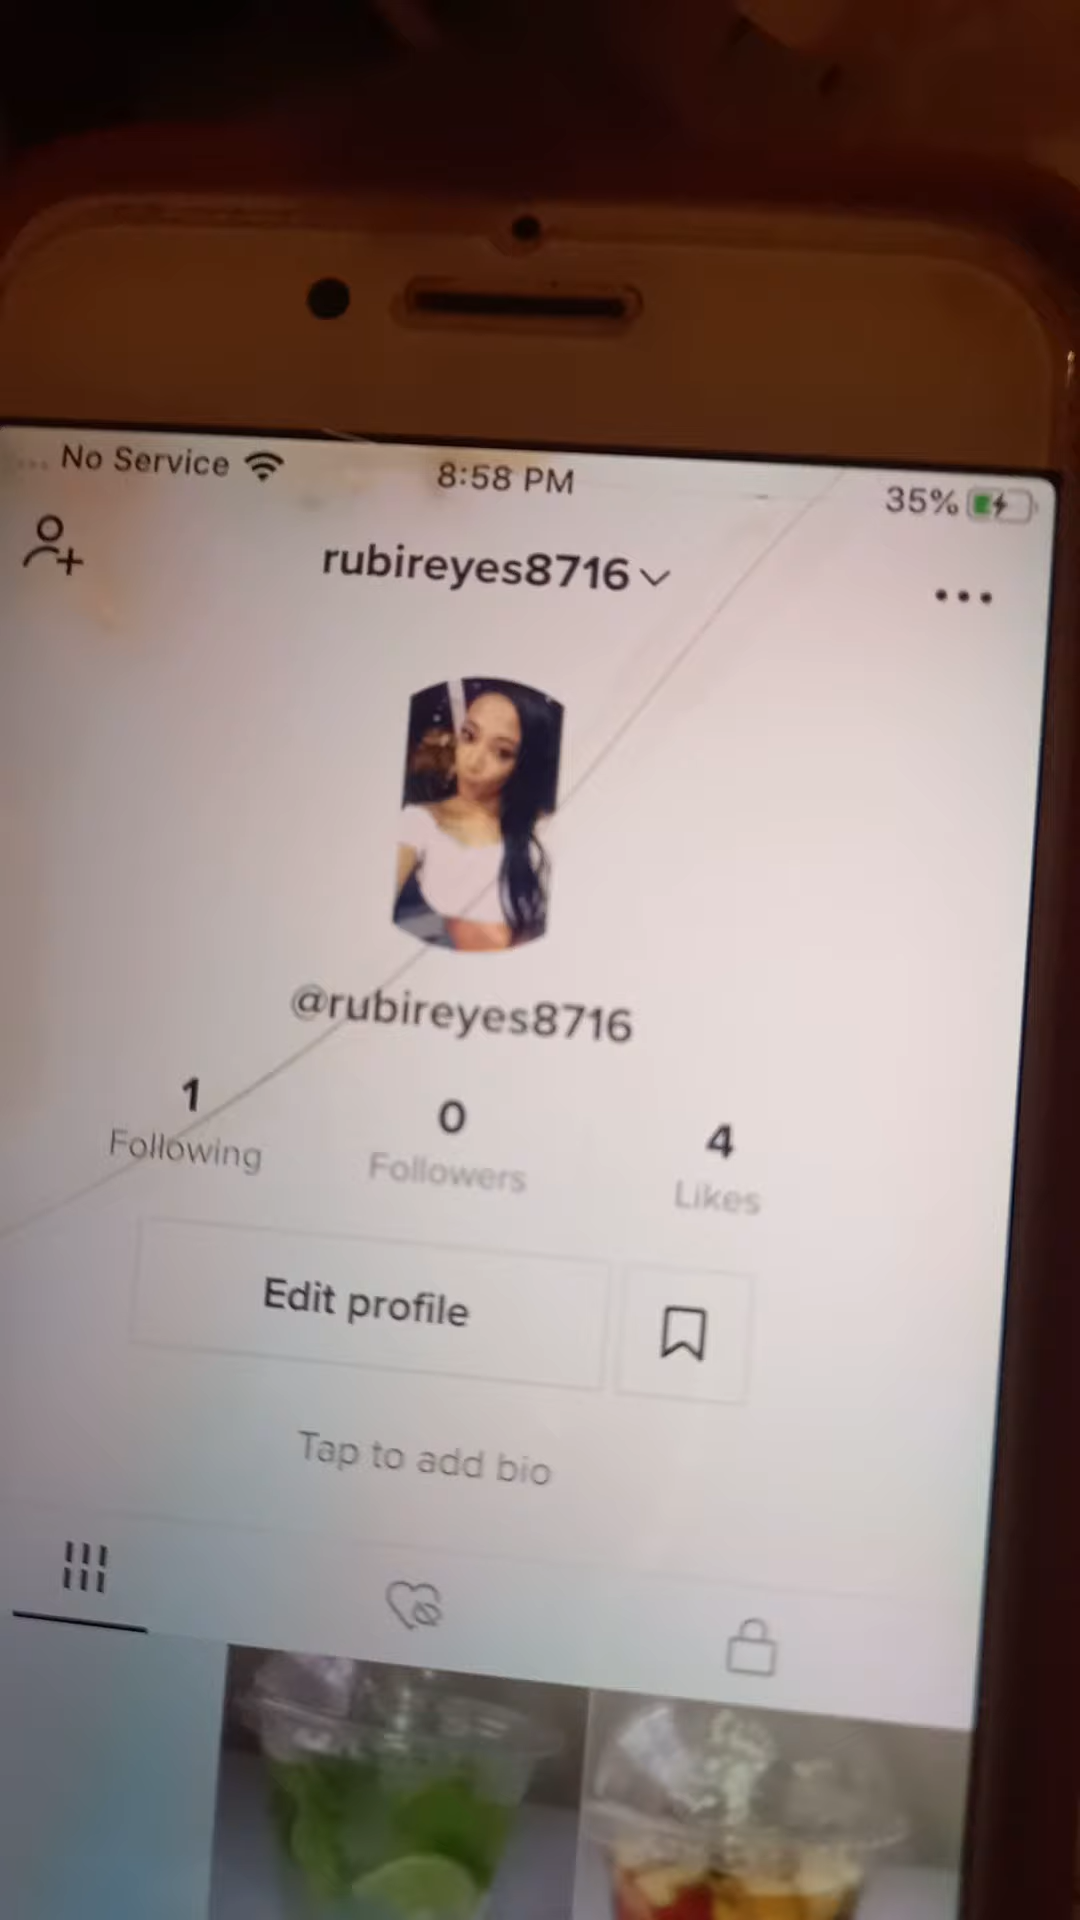 No Service 8:58 PM 35%
rubireyes8716
@rubireyes8716
1 0 4
Following Followers Likes
Edit profile
Tap to add bio